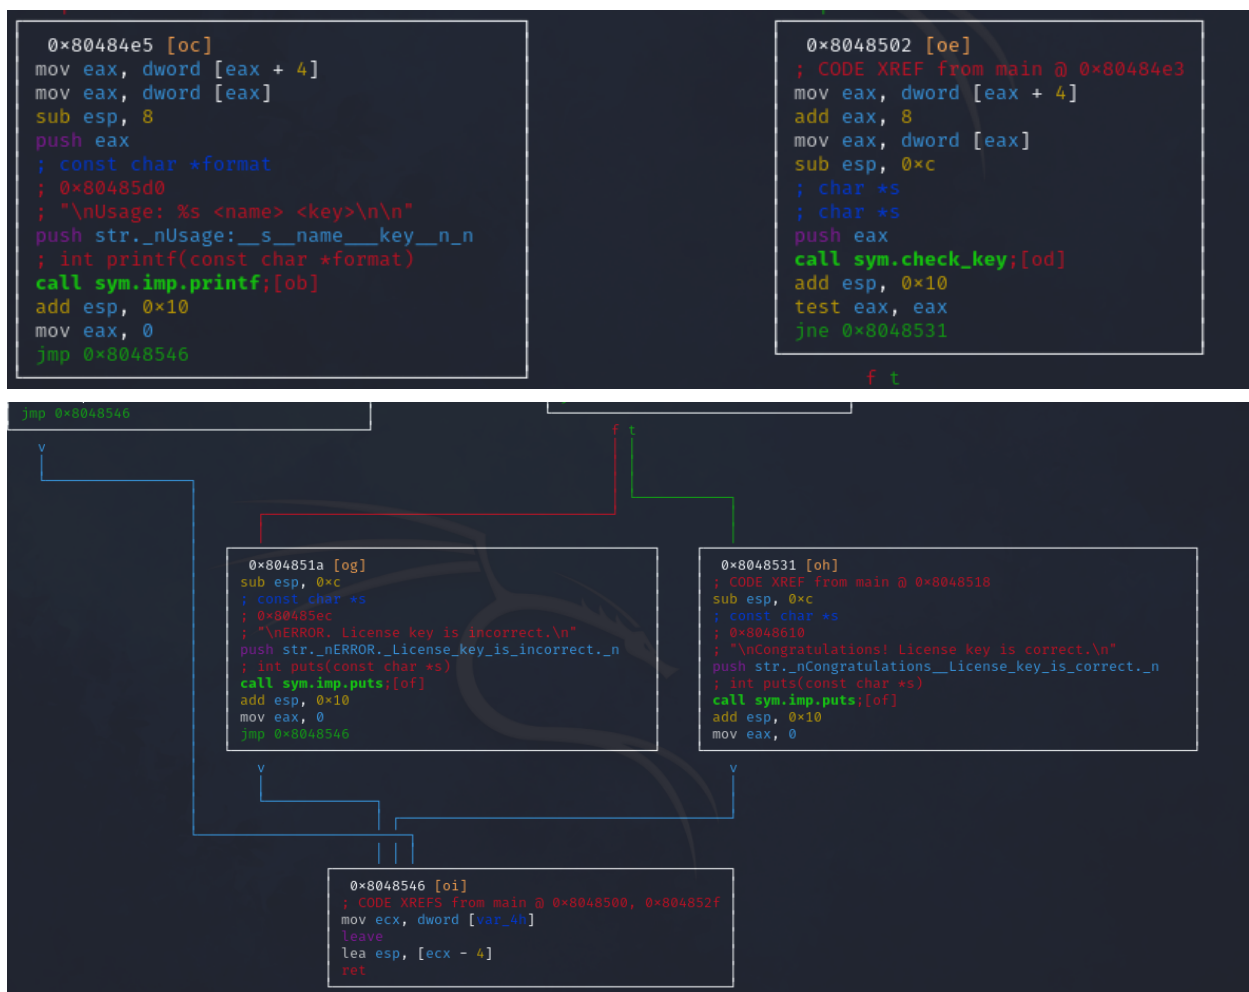 0×80484e5 [oc]
mov eax, dword [eax + 4]
mov eax, dword [eax]
sub esp, 8
push eax
; const char *format
; 0×80485d0
; "\nUsage: %s <name> <key>\n\n"
push str._nUsage:__s__name___key__n_n
; int printf(const char *format)
call sym.imp.printf;[ob]
add esp, 0×10
mov eax, 0
jmp 0×8048546
0×8048502 [oe]
; CODE XREF from main @ 0×80484e3
mov eax, dword [eax + 4]
add eax, 8
mov eax, dword [eax]
sub esp, 0×c
; char *s
; char *s
push eax
call sym.check_key;[od]
add esp, 0×10
test eax, eax
jne 0×8048531
f t
jmp 0×8048546
v
f t
0×804851a [og]
sub esp, 0×c
; const char *s
; 0×80485ec
; "\nERROR. License key is incorrect.\n"
push str._nERROR._License_key_is_incorrect._n
; int puts(const char *s)
call sym.imp.puts;[of]
add esp, 0×10
mov eax, 0
jmp 0×8048546
v
0×8048531 [oh]
; CODE XREF from main @ 0×8048518
sub esp, 0×c
; const char *s
; 0×8048610
; "\nCongratulations! License key is correct.\n"
push str._nCongratulations__License_key_is_correct._n
; int puts(const char *s)
call sym.imp.puts;[of]
add esp, 0×10
mov eax, 0
v
0×8048546 [oi]
; CODE XREFS from main @ 0×8048500, 0×804852f
mov ecx, dword [var_4h]
leave
lea esp, [ecx - 4]
ret